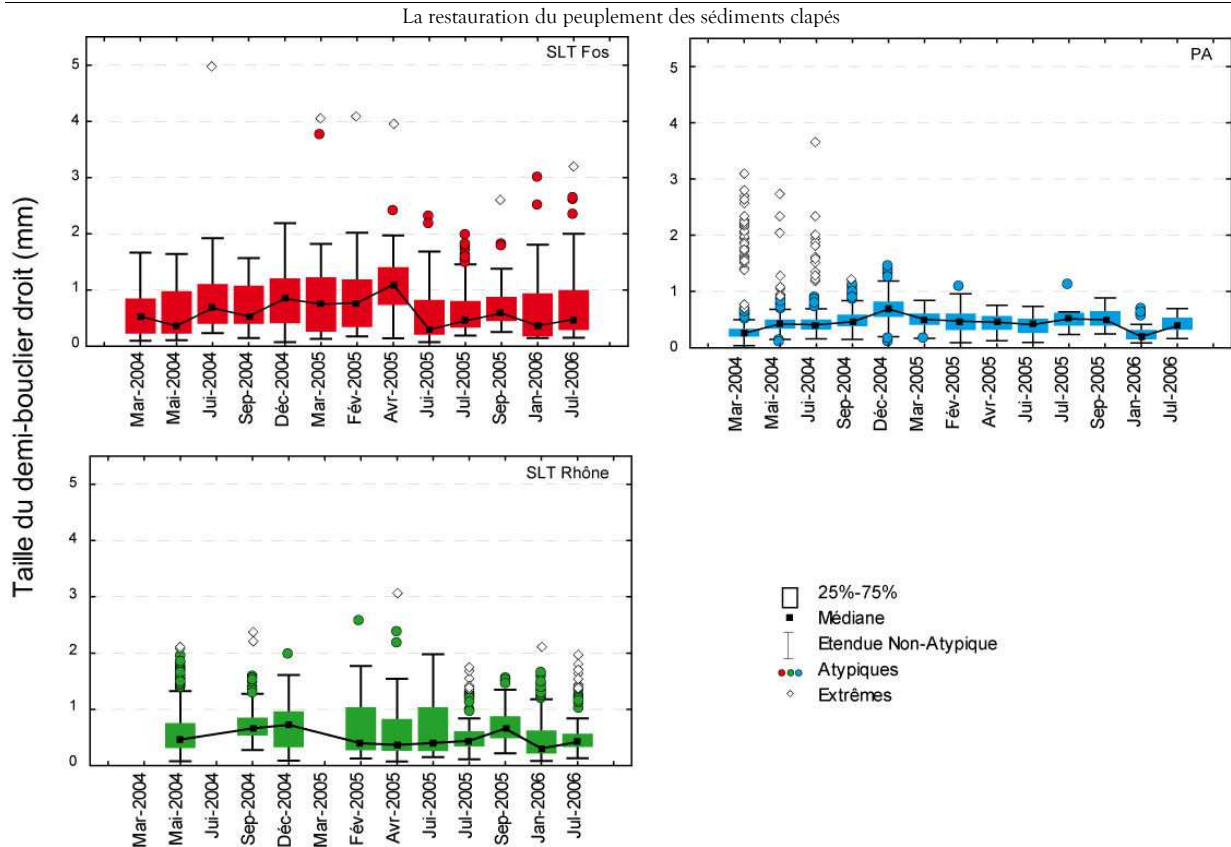 La restauration du peuplement des sédiments clapés
Taille du demi-bouclier droit (mm)
SLT Fos
5
4
3
2
1
0
Mar-2004
Mai-2004
Jui-2004
Sep-2004
Déc-2004
Mar-2005
Fév-2005
Avr-2005
Jui-2005
Jul-2005
Sep-2005
Jan-2006
Jul-2006
PA
5
4
3
2
1
0
Mar-2004
Mai-2004
Jul-2004
Sep-2004
Déc-2004
Mar-2005
Fév-2005
Avr-2005
Jui-2005
Jul-2005
Sep-2005
Jan-2006
Jul-2006
SLT Rhône
5
4
3
2
1
0
Mar-2004
Mai-2004
Jui-2004
Sep-2004
Déc-2004
Mar-2005
Fév-2005
Avr-2005
Jui-2005
Jul-2005
Sep-2005
Jan-2006
Jul-2006
25%-75%
Médiane
Etendue Non-Atypique
Atypiques
Extrêmes